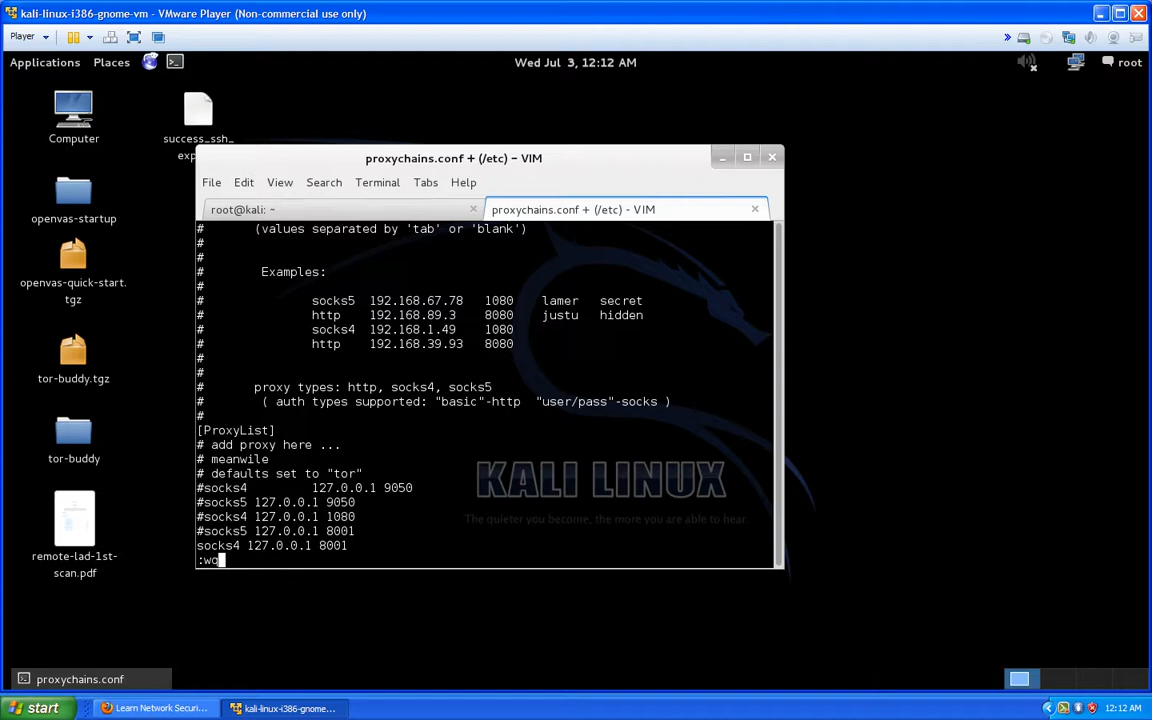 kali-linux-i386-gnome-vm - VMware Player (Non-commercial use only)
Player
»
Applications Places
Wed Jul 3, 12:12 AM
root
Computer
success_ssh_
exp
openvas-startup
openvas-quick-start.
tgz
tor-buddy.tgz
tor-buddy
remote-lad-1st-
scan.pdf
proxychains.conf + (/etc) - VIM
File Edit View Search Terminal Tabs Help
root@kali: ~
proxychains.conf + (/etc) - VIM
# (values separated by 'tab' or 'blank')
#
#
# Examples:
#
# socks5 192.168.67.78 1080 lamer secret
# http 192.168.89.3 8080 justu hidden
# socks4 192.168.1.49 1080
# http 192.168.39.93 8080
#
#
# proxy types: http, socks4, socks5
# ( auth types supported: "basic"-http "user/pass"-socks )
#
[ProxyList]
# add proxy here ...
# meanwile
# defaults set to "tor"
#socks4 127.0.0.1 9050
#socks5 127.0.0.1 9050
#socks4 127.0.0.1 1080
#socks5 127.0.0.1 8001
socks4 127.0.0.1 8001
:wq
KALI LINUX
The quieter you become, the more you are able to hear.
proxychains.conf
start
Learn Network Securi...
kali-linux-i386-gnome...
12:12 AM